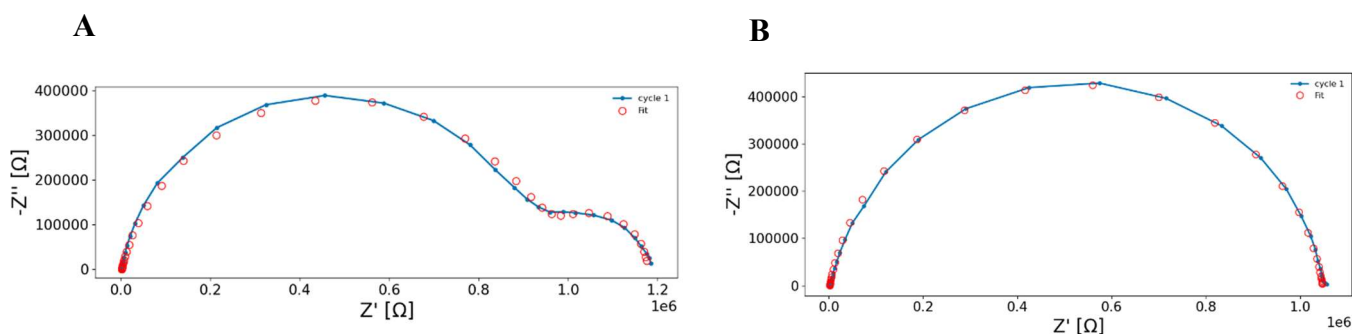 A
400000
300000
200000
100000
0
-Z'' [Ω]
cycle 1
Fit
0.0 0.2 0.4 0.6 0.8 1.0 1.2
1e6
Z' [Ω]
B
400000
300000
200000
100000
0
-Z'' [Ω]
cycle 1
Fit
0.0 0.2 0.4 0.6 0.8 1.0
1e6
Z' [Ω]